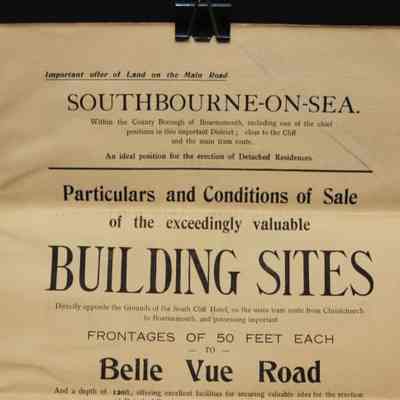 Important offer of Land on the Main Road
SOUTHBOURNE-ON-SEA.
Within the County Borough of Bournemouth, including one of the chief
positions in this important District; close to the Cliff
and the main tram route.
An ideal position for the erection of Detached Residences
Particulars and Conditions of Sale
of the exceedingly valuable
BUILDING SITES
Directly opposite the Grounds of the South Cliff Hotel, on the main tram route from Christchurch
to Bournemouth, and possessing important
FRONTAGES OF 50 FEET EACH
TO
Belle Vue Road
And a depth of 120ft., offering excellent facilities for securing valuable sites for the erection